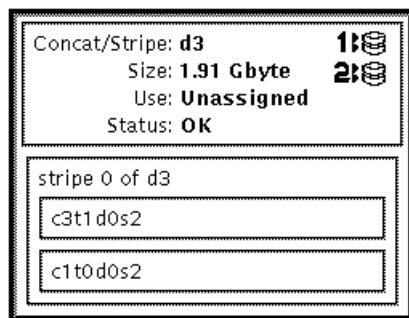 Concat/Stripe: d3 1:
Size: 1.91 Gbyte 2:
Use: Unassigned
Status: OK
stripe 0 of d3
c3t1d0s2
c1t0d0s2